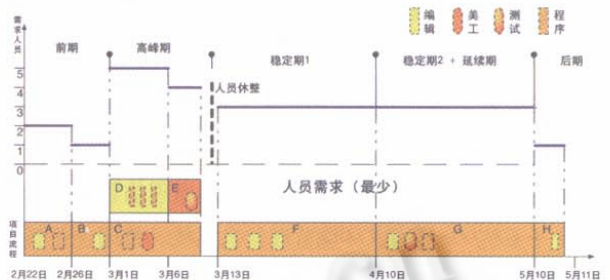 需求人员
编辑 美工 测试 程序
前期 高峰期 稳定期1 稳定期2 + 延续期 后期
5
4
3
2
1
0
人员休整
人员需求（最少）
D E
项目流程
A B C F G H
2月22日 2月26日 3月1日 3月6日 3月13日 4月10日 5月10日 5月11日